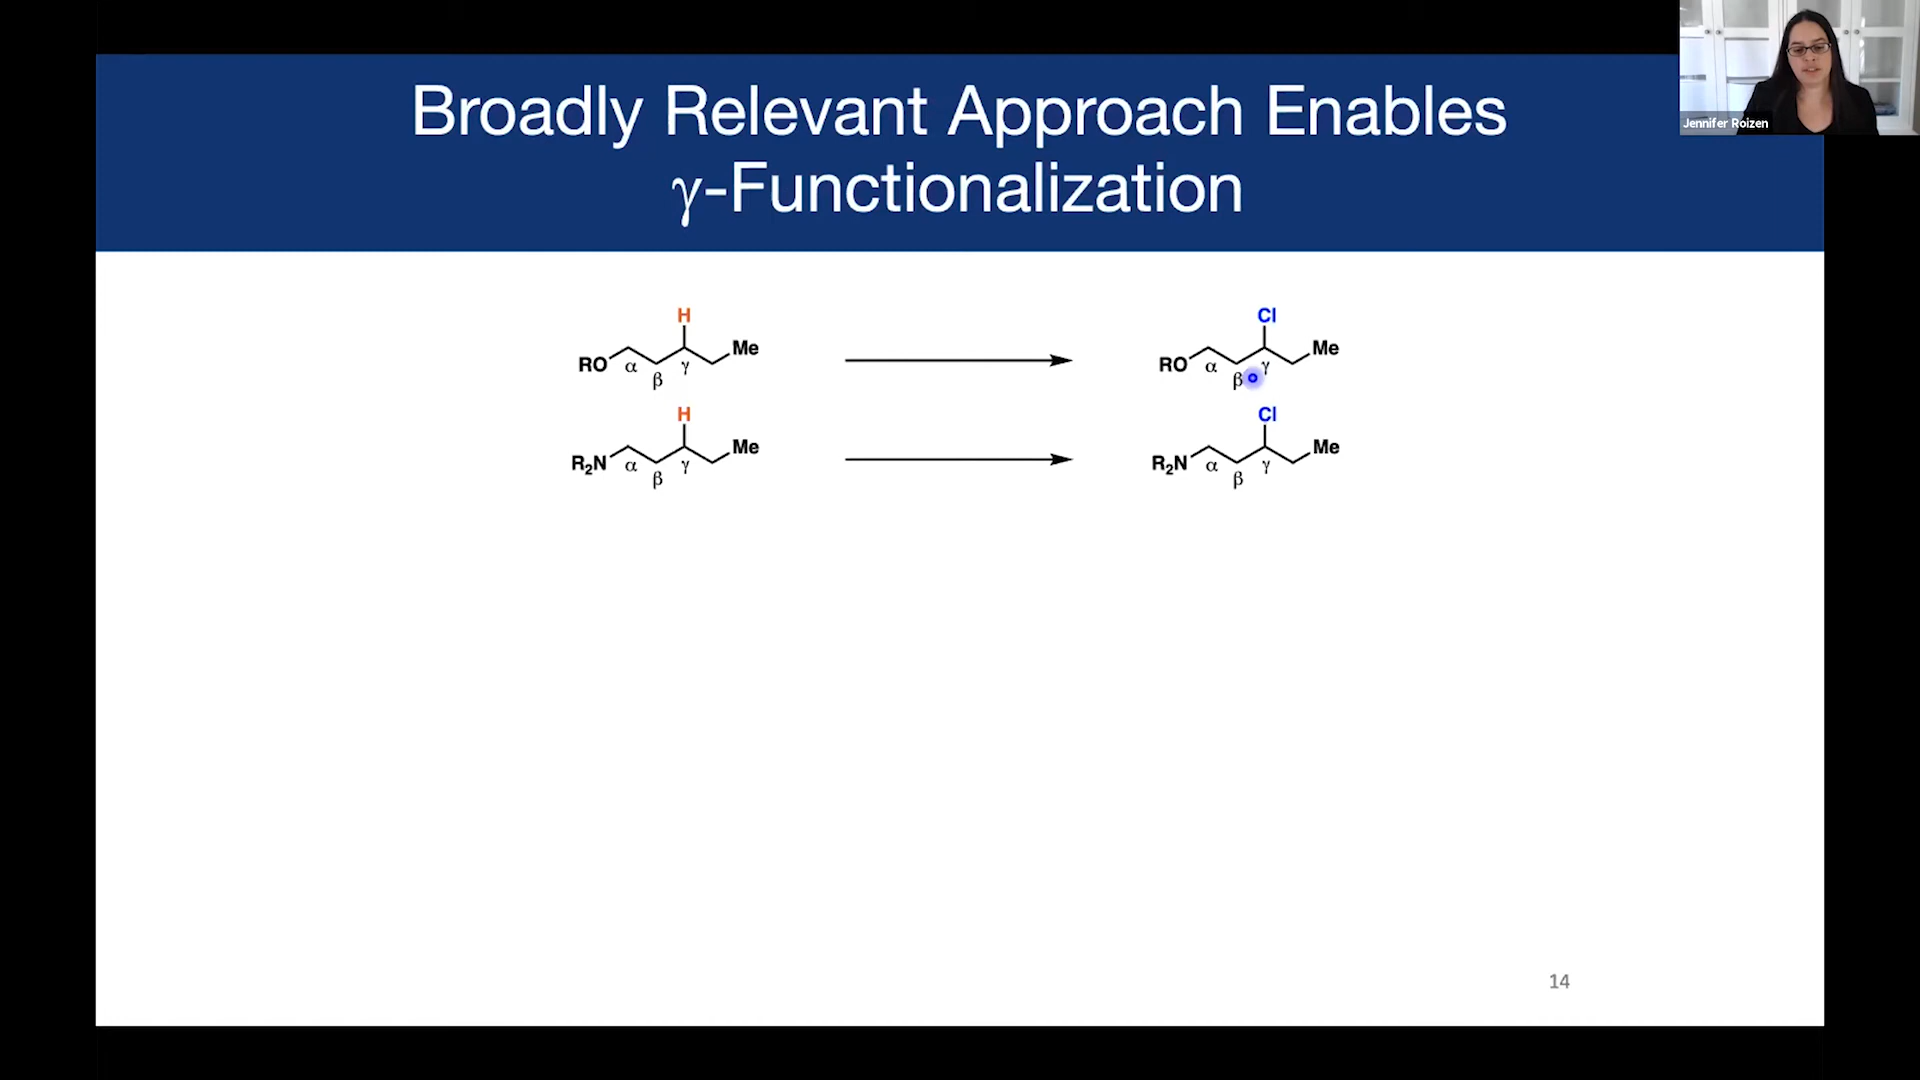 Broadly Relevant Approach Enables
γ-Functionalization
Jennifer Roizen
H
RO α β γ Me
Cl
RO α β γ Me
H
R₂N α β γ Me
Cl
R₂N α β γ Me
14